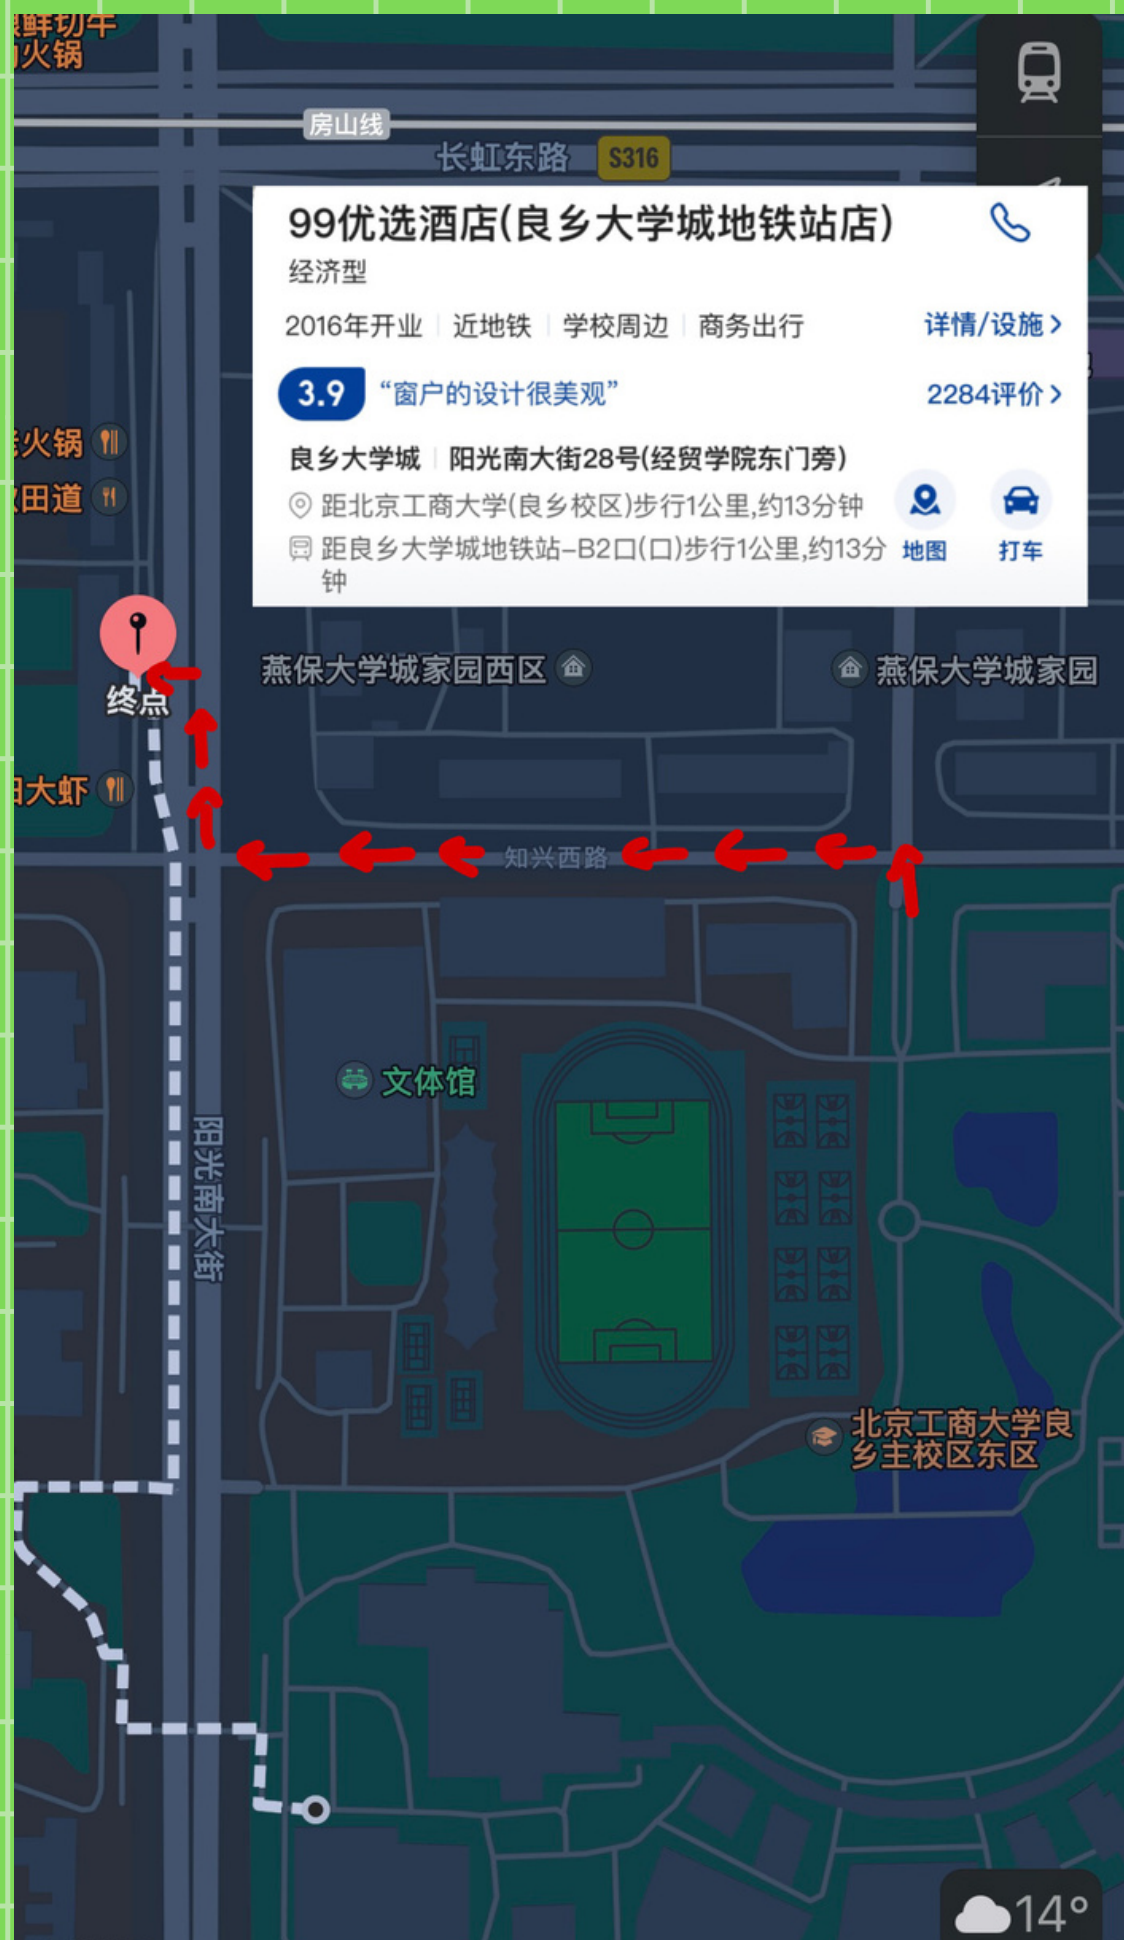 鲜切牛
火锅
房山线
长虹东路 S316
99优选酒店(良乡大学城地铁站店)
经济型
2016年开业 近地铁 学校周边 商务出行 详情/设施 >
3.9 “窗户的设计很美观” 2284评价 >
良乡大学城 阳光南大街28号(经贸学院东门旁)
距北京工商大学(良乡校区)步行1公里,约13分钟
距良乡大学城地铁站-B2口(口)步行1公里,约13分
钟
地图 打车
火锅
田道
终点
燕保大学城家园西区
燕保大学城家园
大虾
知兴西路
文体馆
阳光南大街
北京工商大学良
乡主校区东区
14°